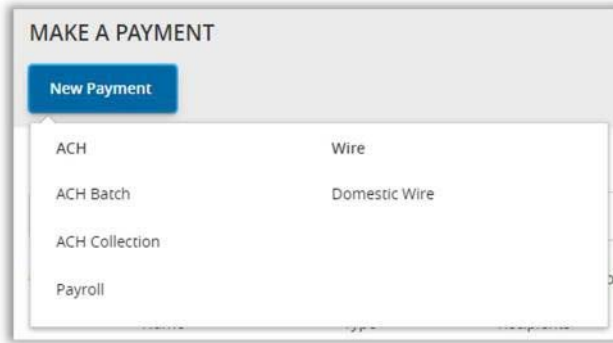 MAKE A PAYMENT
New Payment
ACH Wire
ACH Batch Domestic Wire
ACH Collection
Payroll